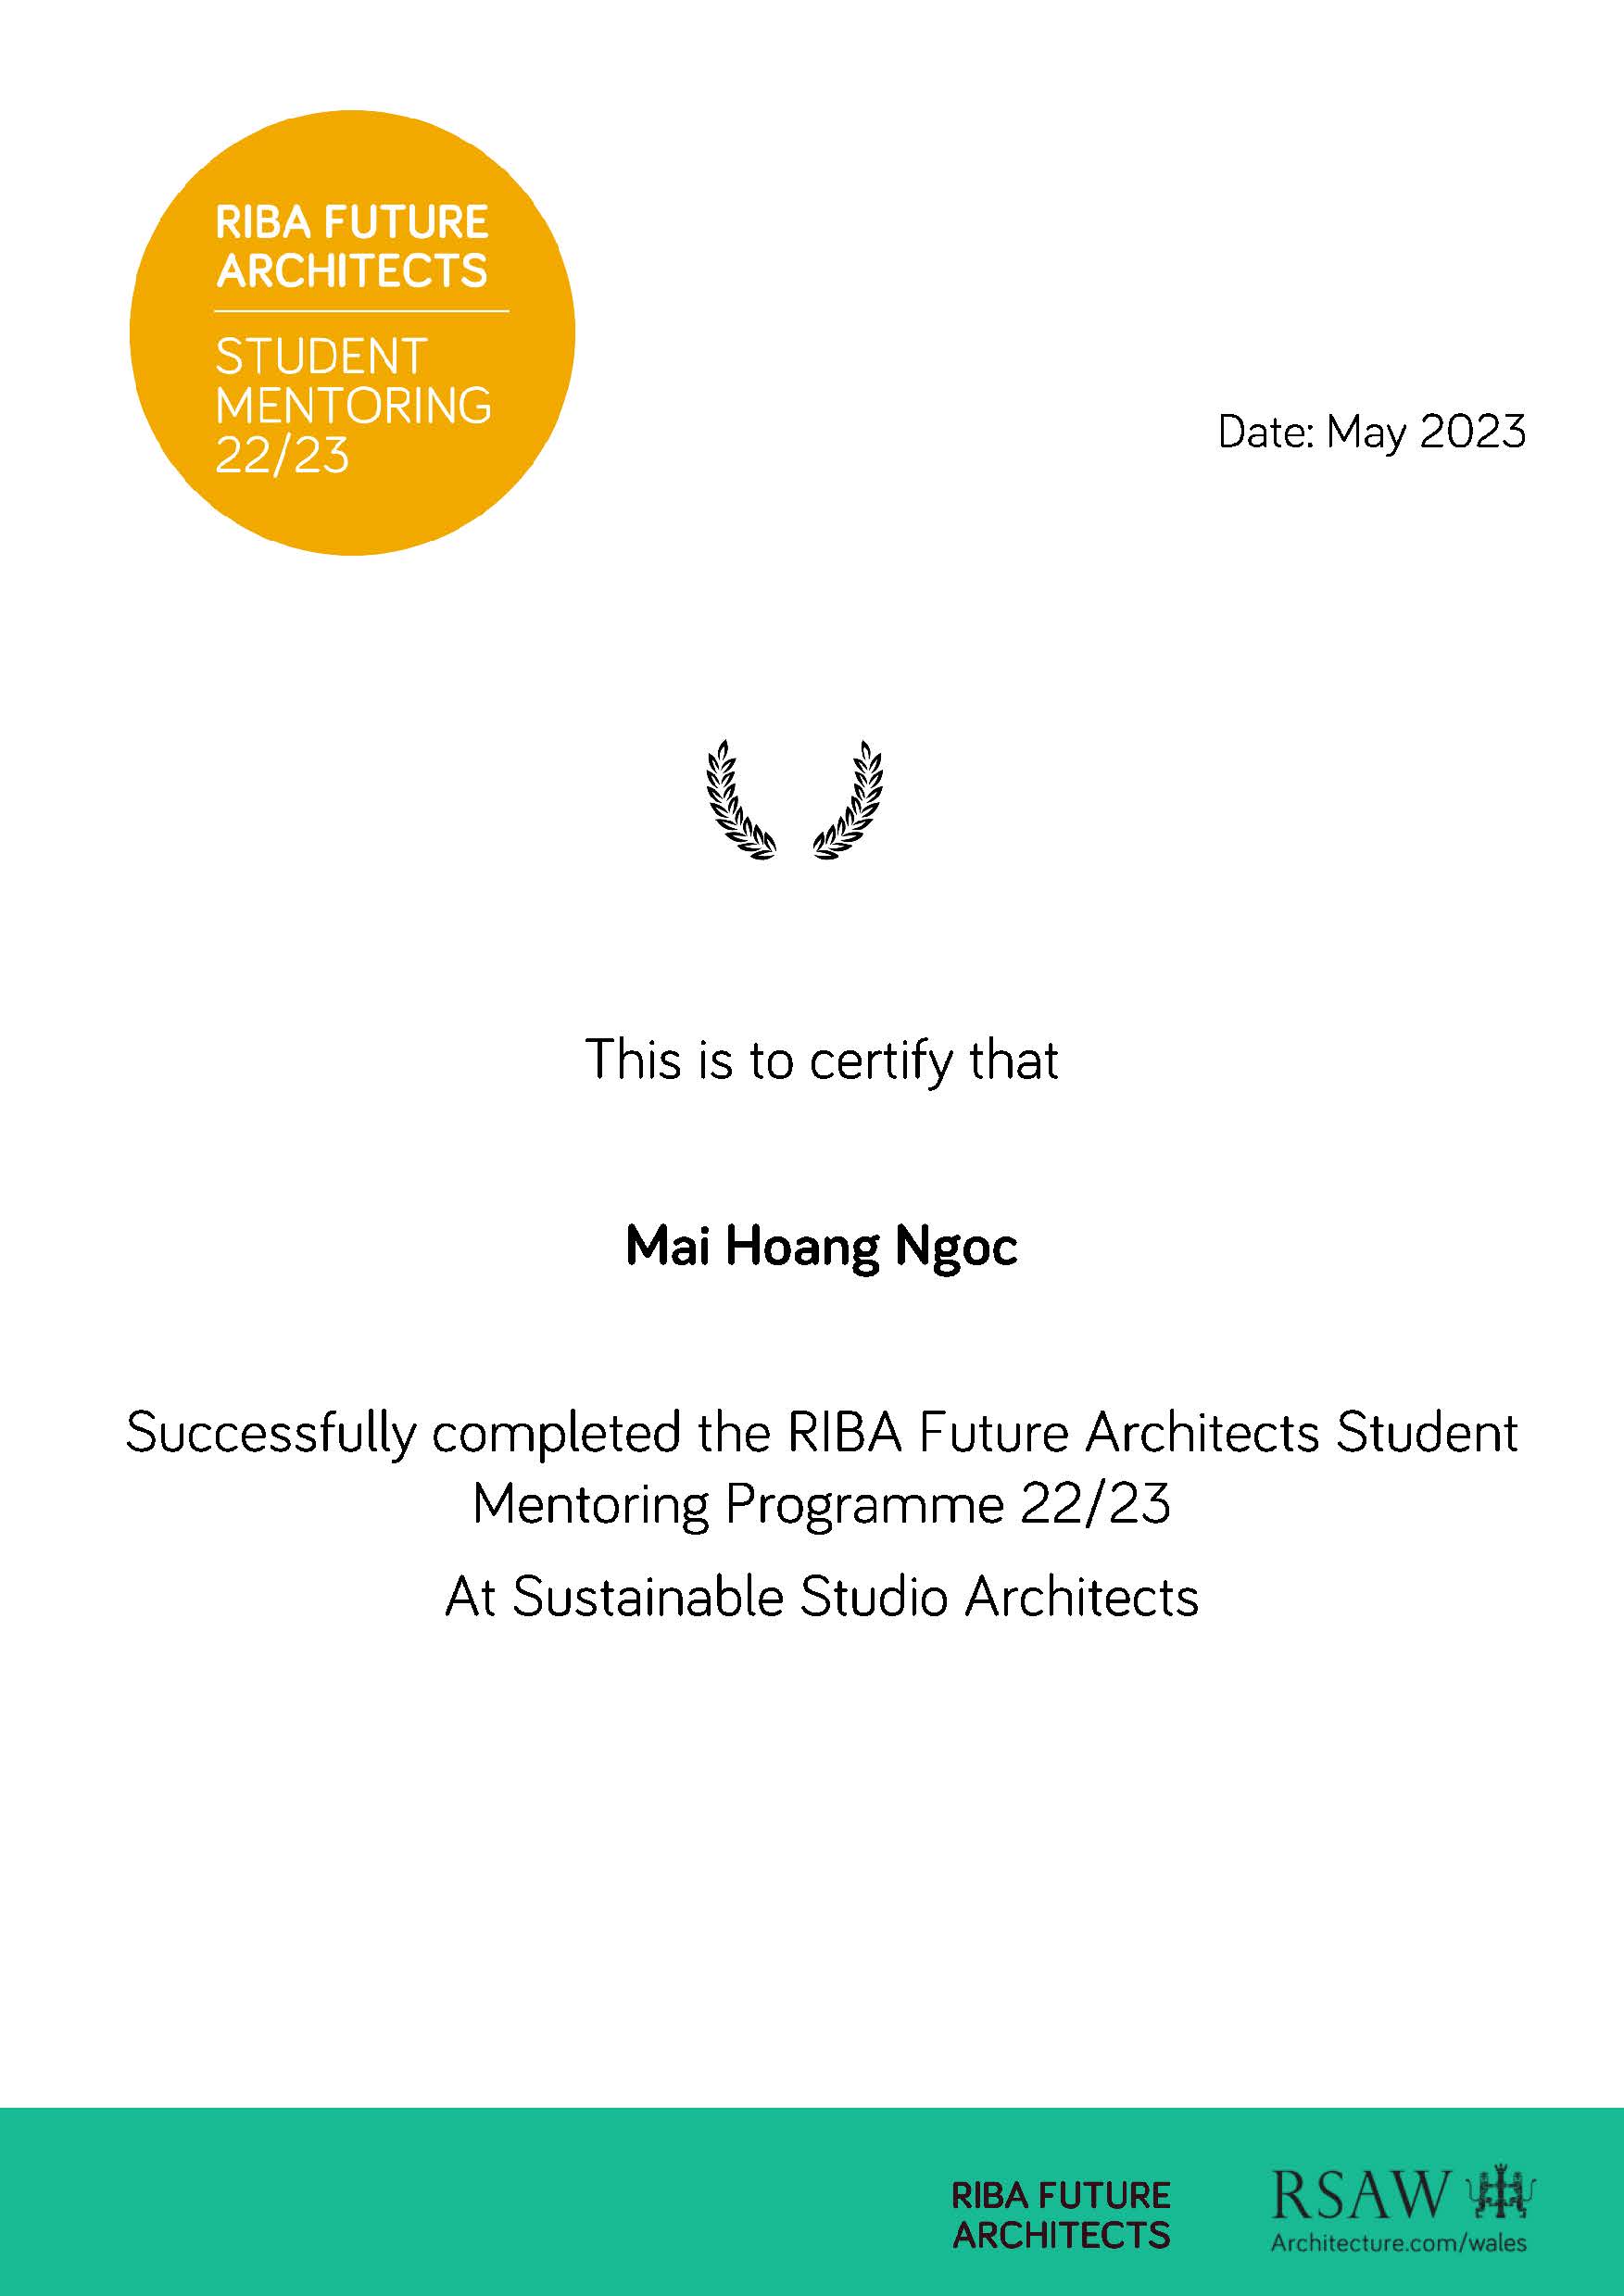 RIBA FUTURE
ARCHITECTS
STUDENT
MENTORING
22/23
Date: May 2023
This is to certify that
Mai Hoang Ngoc
Successfully completed the RIBA Future Architects Student
Mentoring Programme 22/23
At Sustainable Studio Architects
RIBA FUTURE
ARCHITECTS
RSAW
Architecture.com/wales